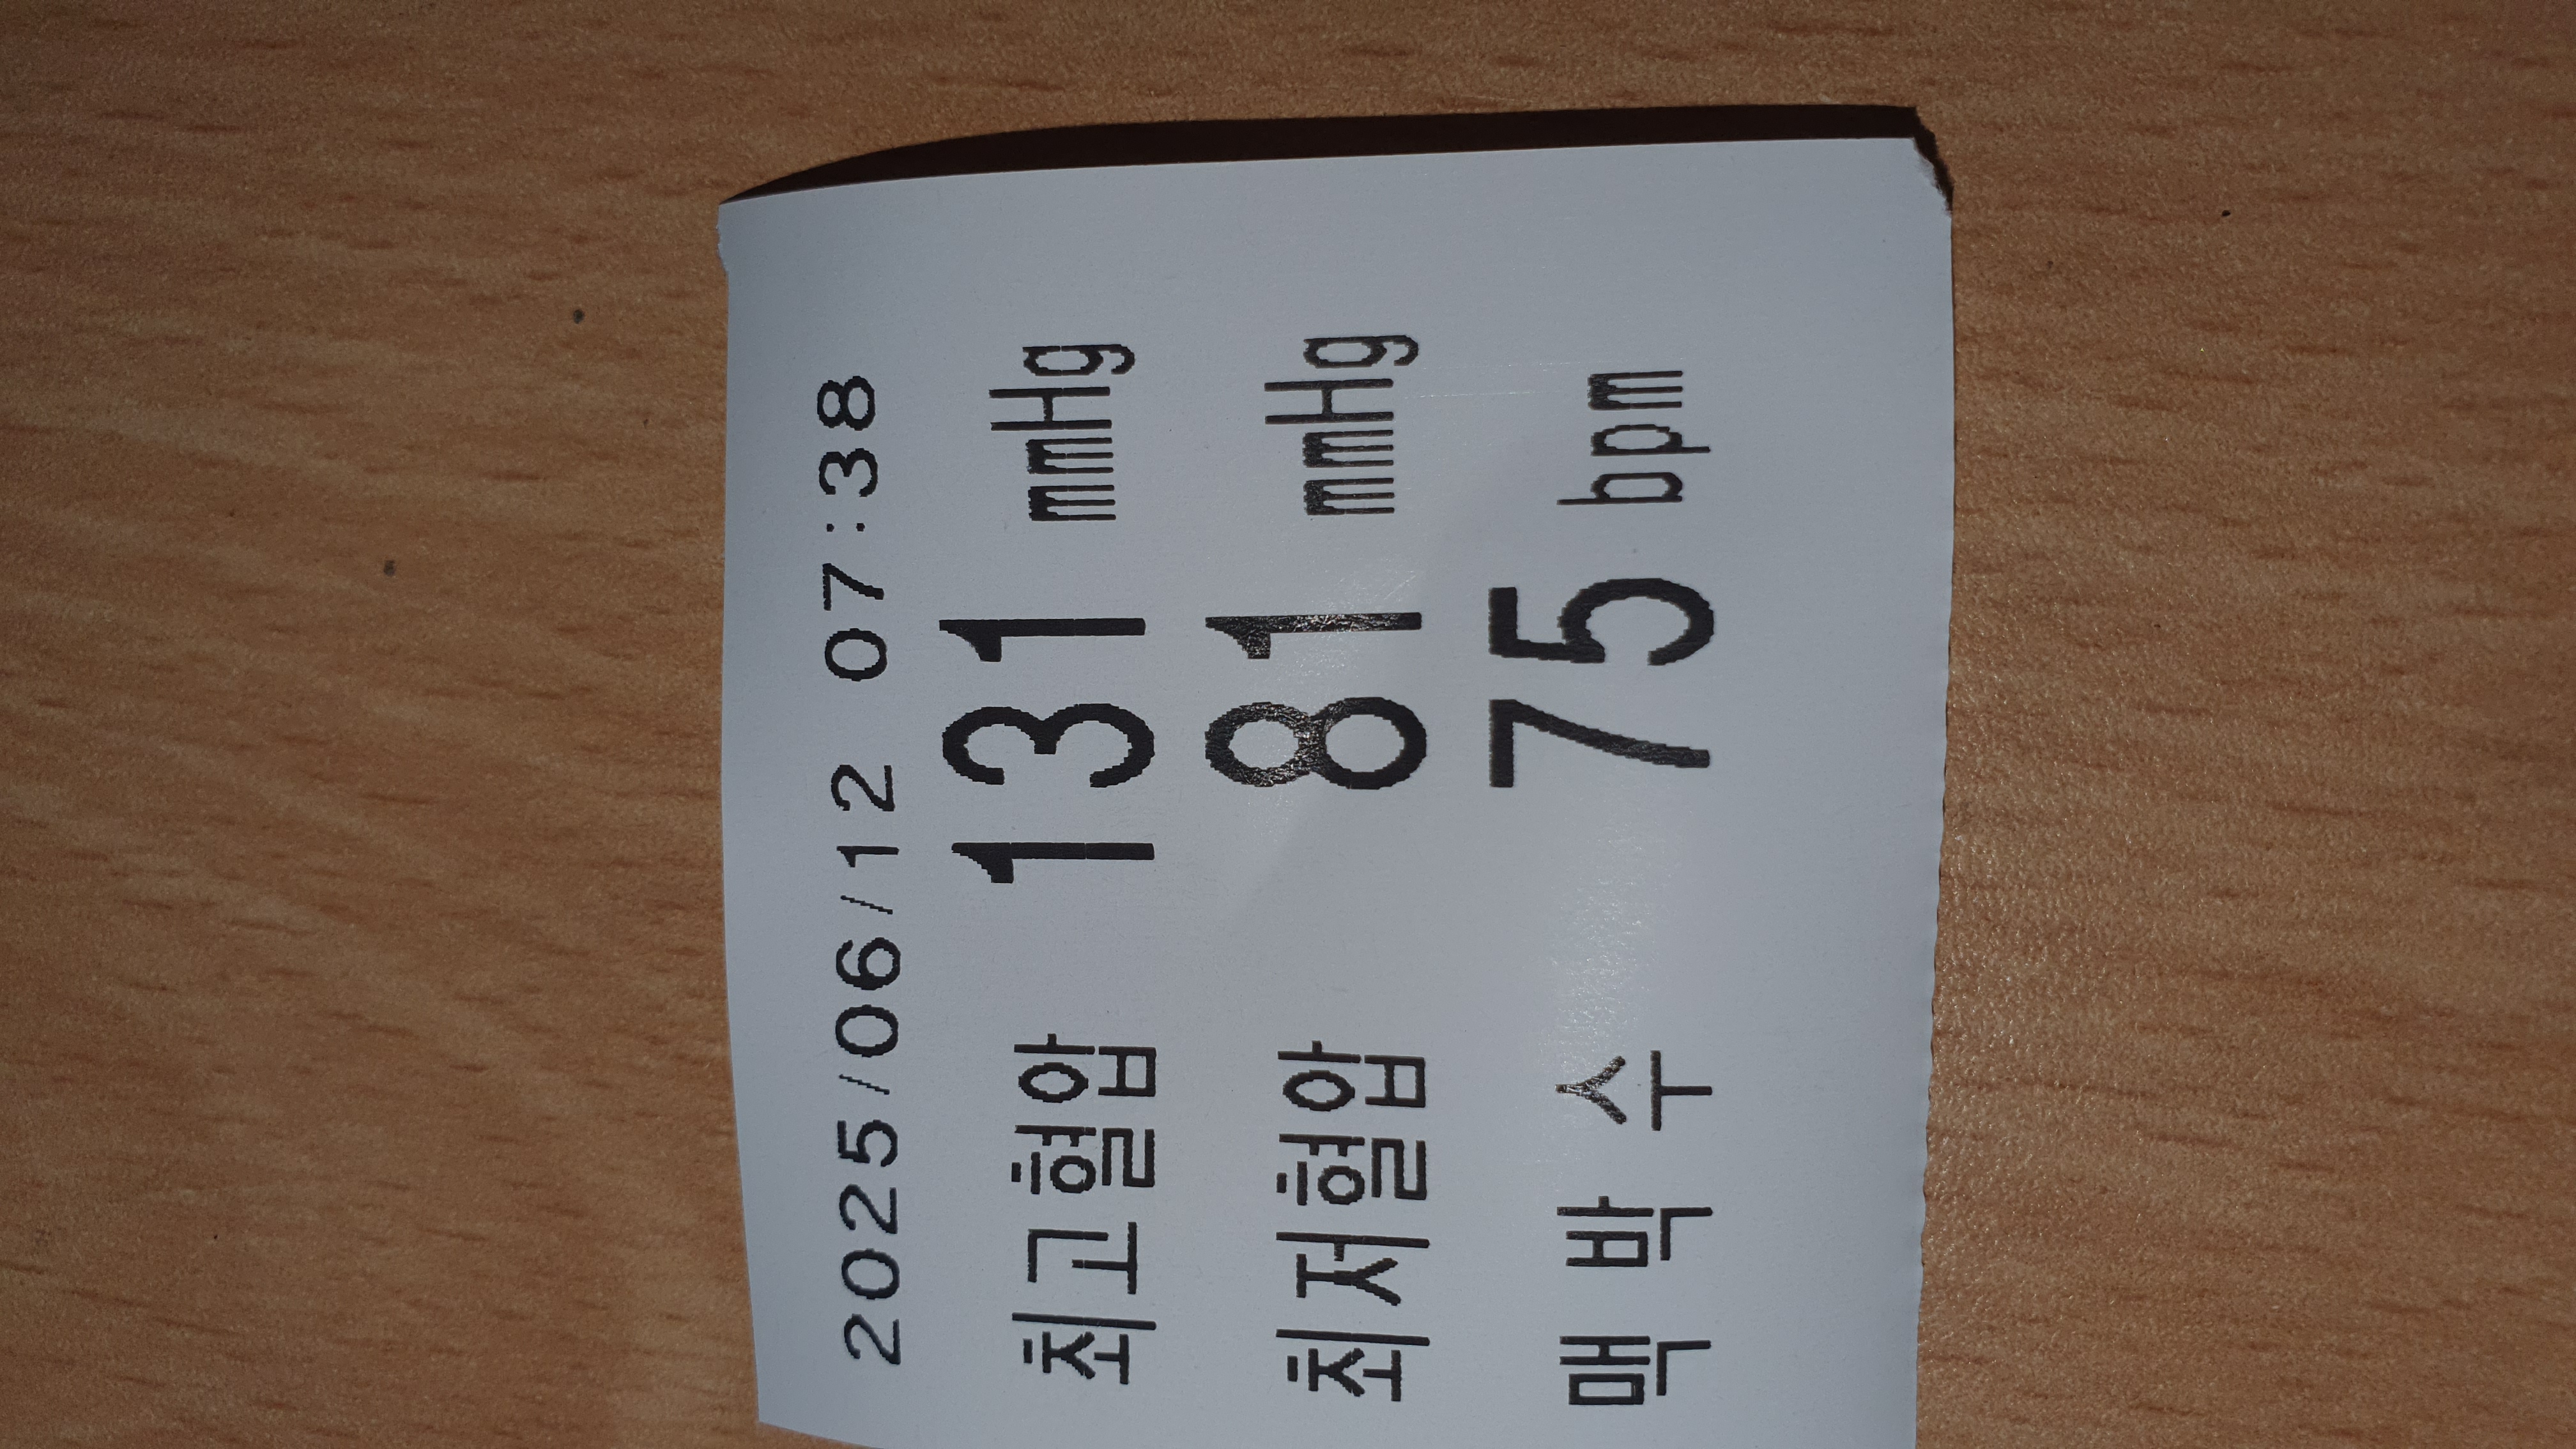 2025/06/12 07:38
최고혈압 131 mmHg
최저혈압 81 mmHg
맥 박 수 75 bpm